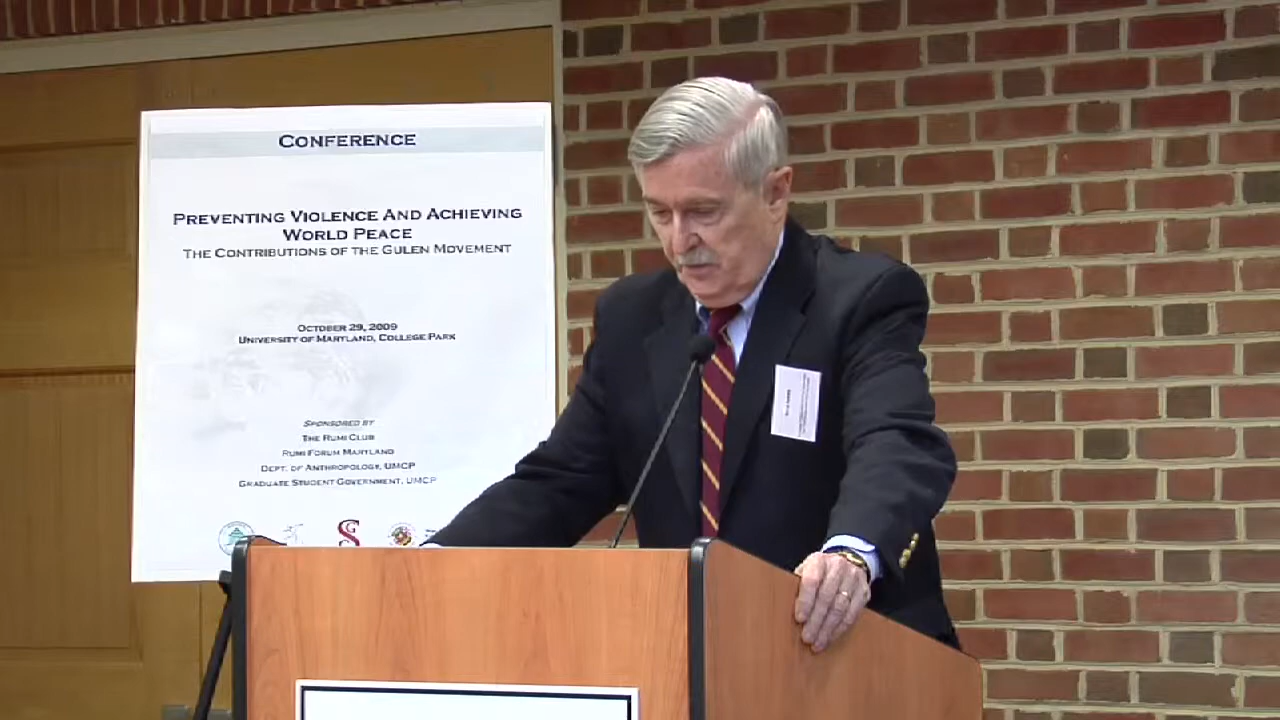 CONFERENCE
PREVENTING VIOLENCE AND ACHIEVING
WORLD PEACE
THE CONTRIBUTIONS OF THE GULEN MOVEMENT
OCTOBER 29, 2009
UNIVERSITY OF MARYLAND, COLLEGE PARK
SPONSORED BY
THE RUMI CLUB
RUMI FORUM MARYLAND
DEPT. OF ANTHROPOLOGY, UMCP
GRADUATE STUDENT GOVERNMENT, UMCP